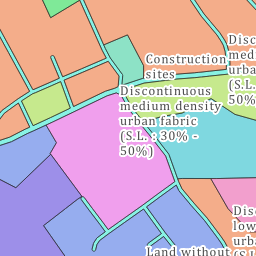 Construction
sites
Discontinuous
medium density
urban fabric
(S.L. : 30% -
50%)
Disc
medi
urba
(S.L.
50%
Dis
low
urba
(S.L
Land without